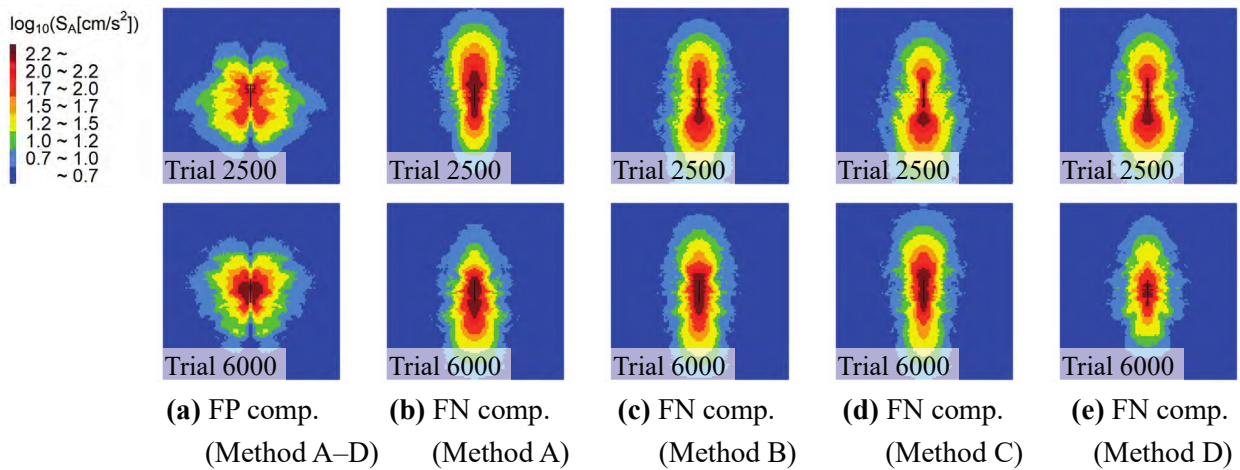 log₁₀(S_A[cm/s²])
2.2 ~
2.0 ~ 2.2
1.7 ~ 2.0
1.5 ~ 1.7
1.2 ~ 1.5
1.0 ~ 1.2
0.7 ~ 1.0
~ 0.7
Trial 2500 Trial 2500 Trial 2500 Trial 2500 Trial 2500
Trial 6000 Trial 6000 Trial 6000 Trial 6000 Trial 6000
(a) FP comp. (b) FN comp. (c) FN comp. (d) FN comp. (e) FN comp.
(Method A–D) (Method A) (Method B) (Method C) (Method D)